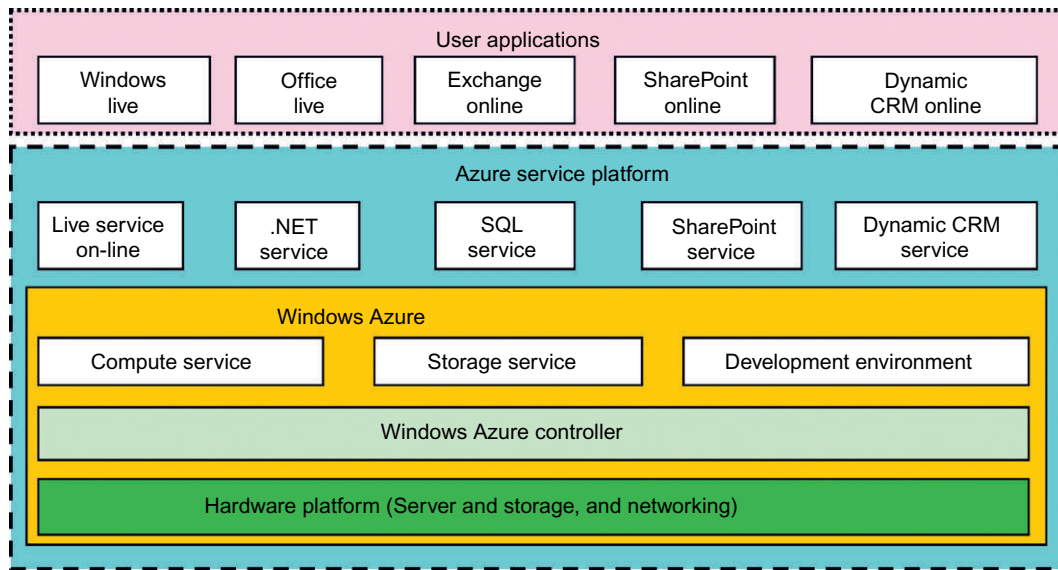 User applications
Windows
live
Office
live
Exchange
online
SharePoint
online
Dynamic
CRM online
Azure service platform
Live service
on-line
.NET
service
SQL
service
SharePoint
service
Dynamic CRM
service
Windows Azure
Compute service
Storage service
Development environment
Windows Azure controller
Hardware platform (Server and storage, and networking)